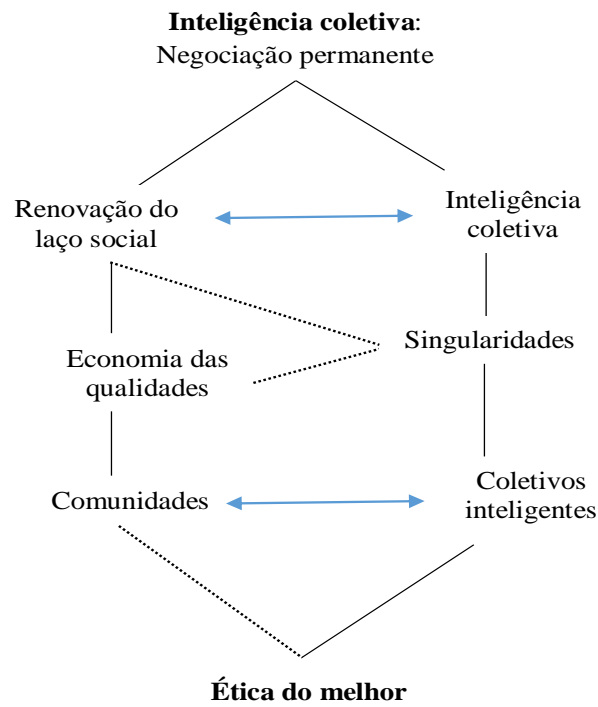 Inteligência coletiva:
Negociação permanente
Renovação do
laço social
Inteligência
coletiva
Economia das
qualidades
Singularidades
Comunidades
Coletivos
inteligentes
Ética do melhor